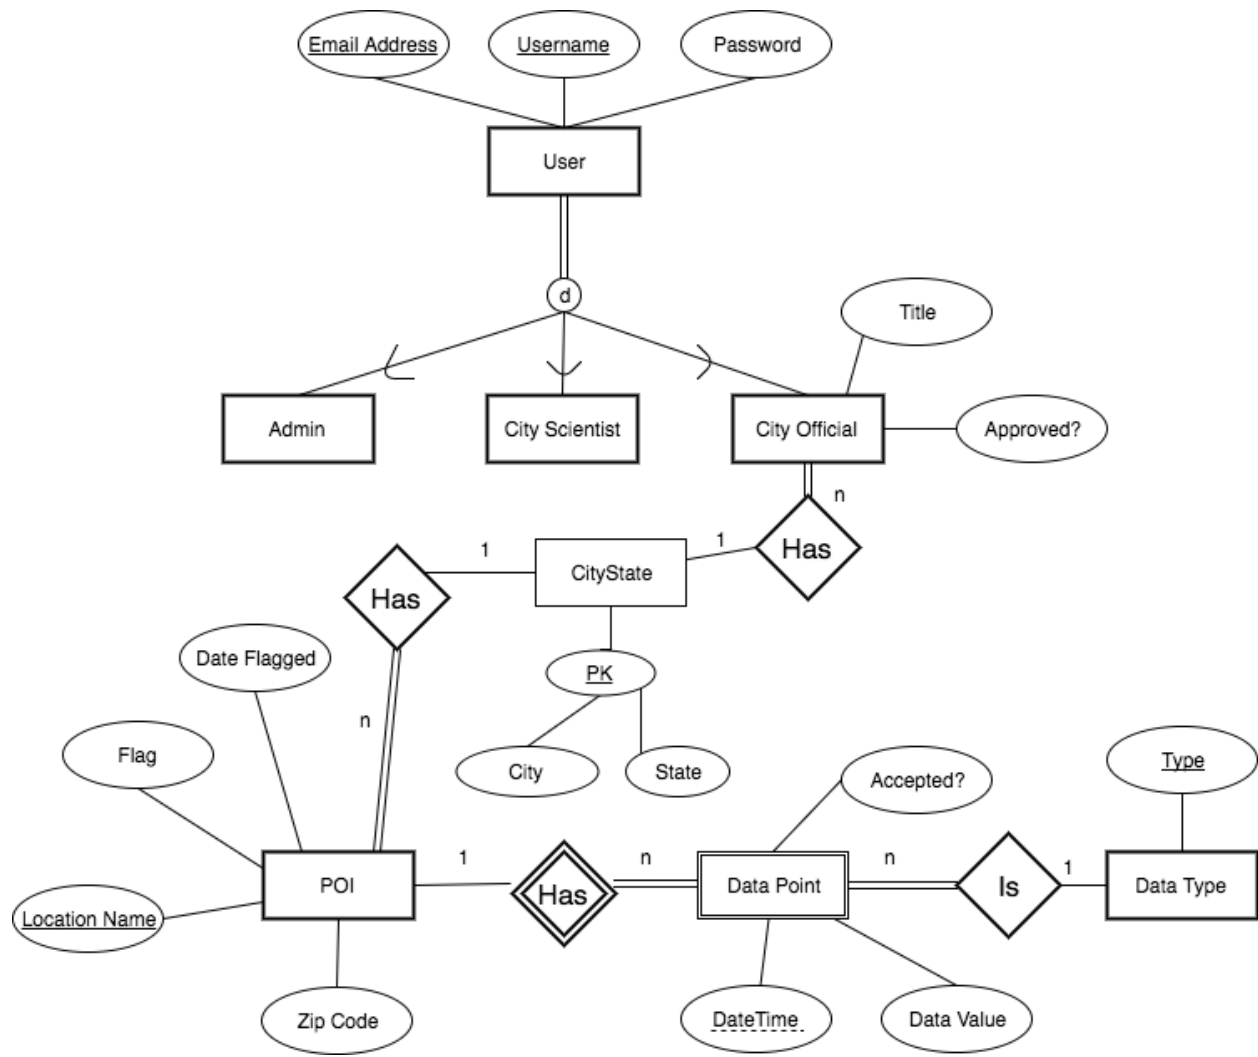 Email Address
Username
Password
User
d
Title
Admin
City Scientist
City Official
Approved?
n
1
1
Has
CityState
Has
Date Flagged
PK
n
Flag
City
State
Accepted?
Type
1
n
n
1
POI
Has
Data Point
Is
Data Type
Location Name
Zip Code
DateTime
Data Value